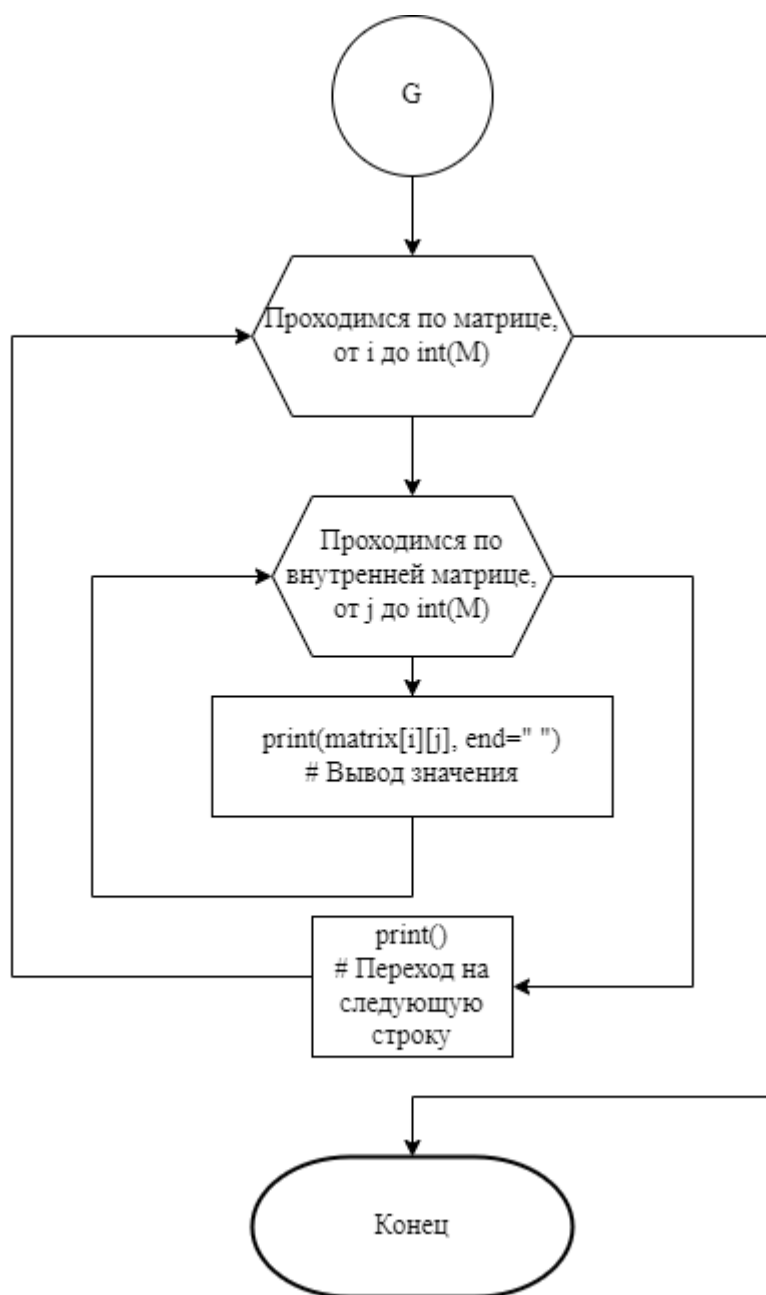 G
Проходимся по матрице,
от i до int(M)
Проходимся по
внутренней матрице,
от j до int(M)
print(matrix[i][j], end=" ")
# Вывод значения
print()
# Переход на
следующую
строку
Конец